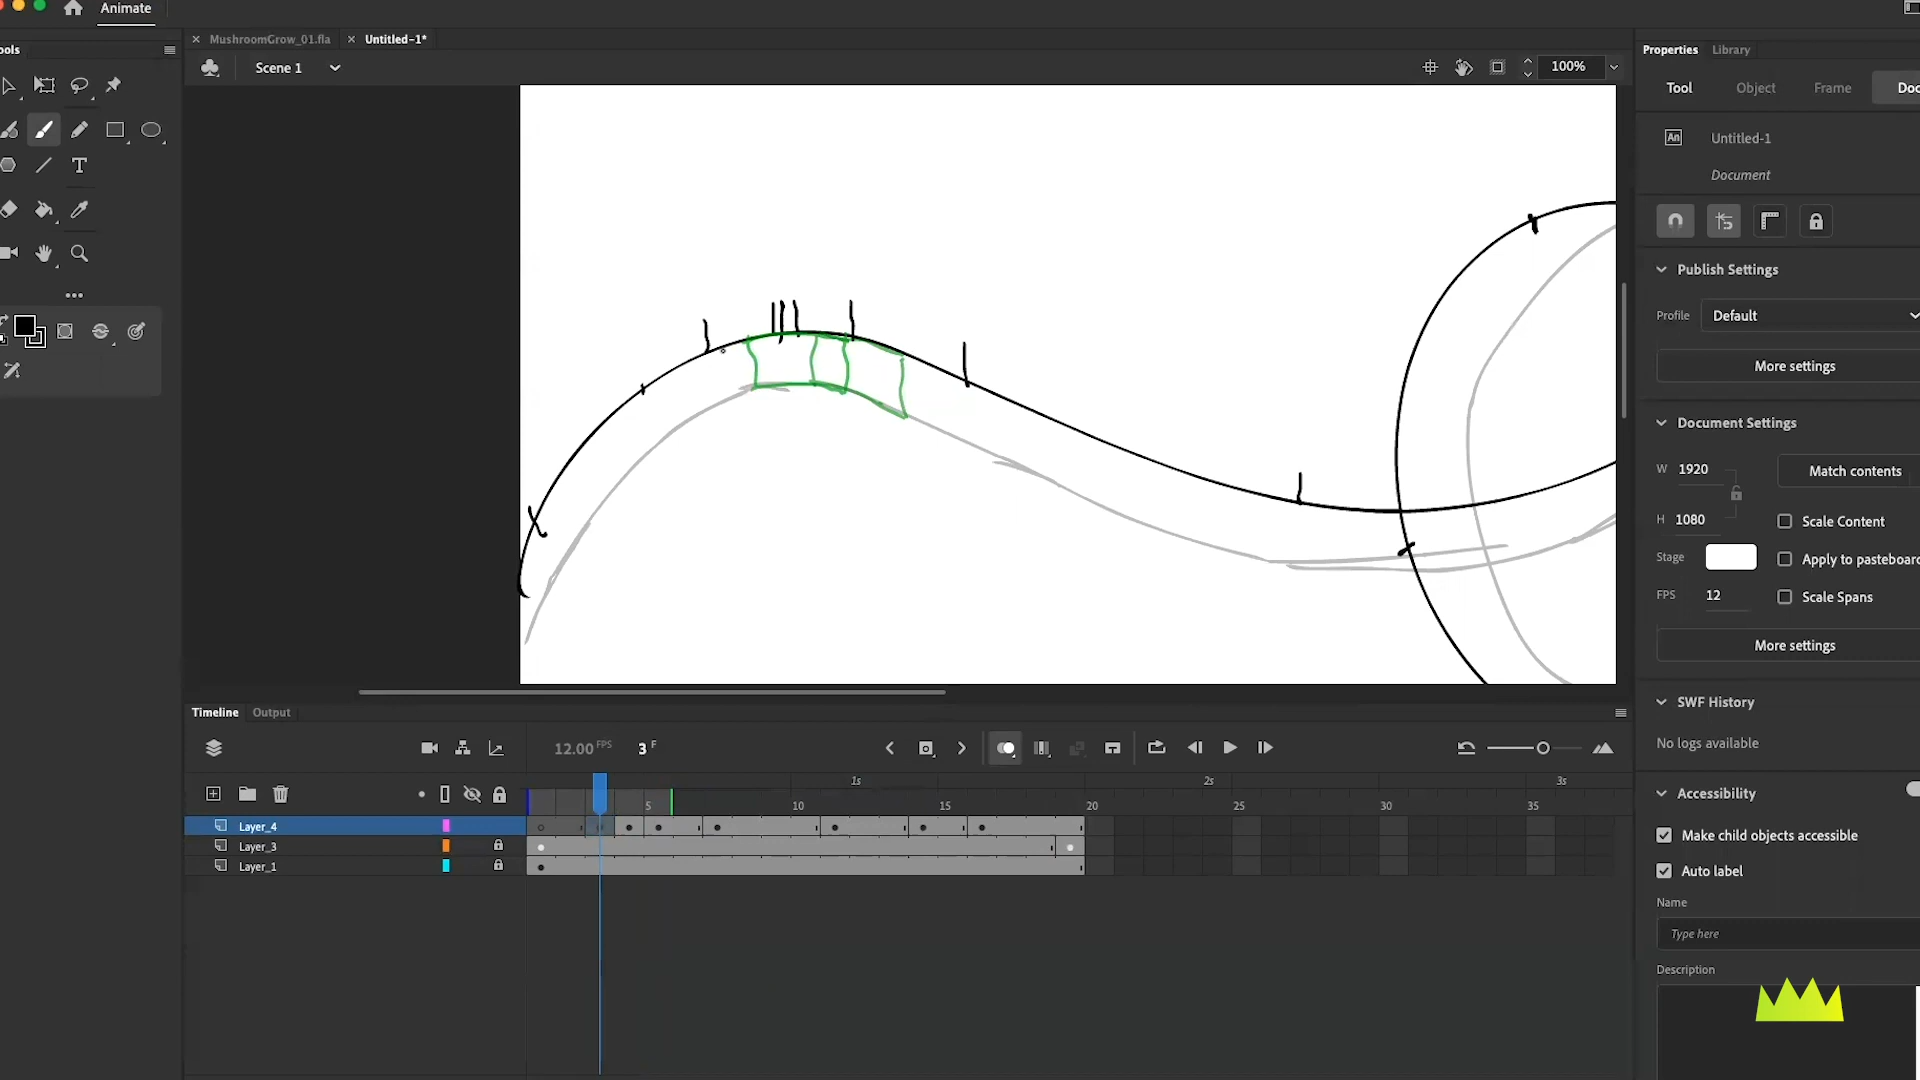 Animate
ools
MushroomGrow_01.fla
Untitled-1*
Scene 1
100%
Properties
Library
Tool
Object
Frame
Doc
An
Untitled-1
Document
Publish Settings
Profile
Default
More settings
Document Settings
W 1920
Match contents
H 1080
Scale Content
Stage
Apply to pasteboard
FPS 12
Scale Spans
More settings
SWF History
No logs available
Accessibility
Make child objects accessible
Auto label
Name
Type here
Description
Timeline
Output
12.00 FPS
3 F
1s
2s
3s
5
10
15
20
25
30
35
Layer_4
Layer_3
Layer_1